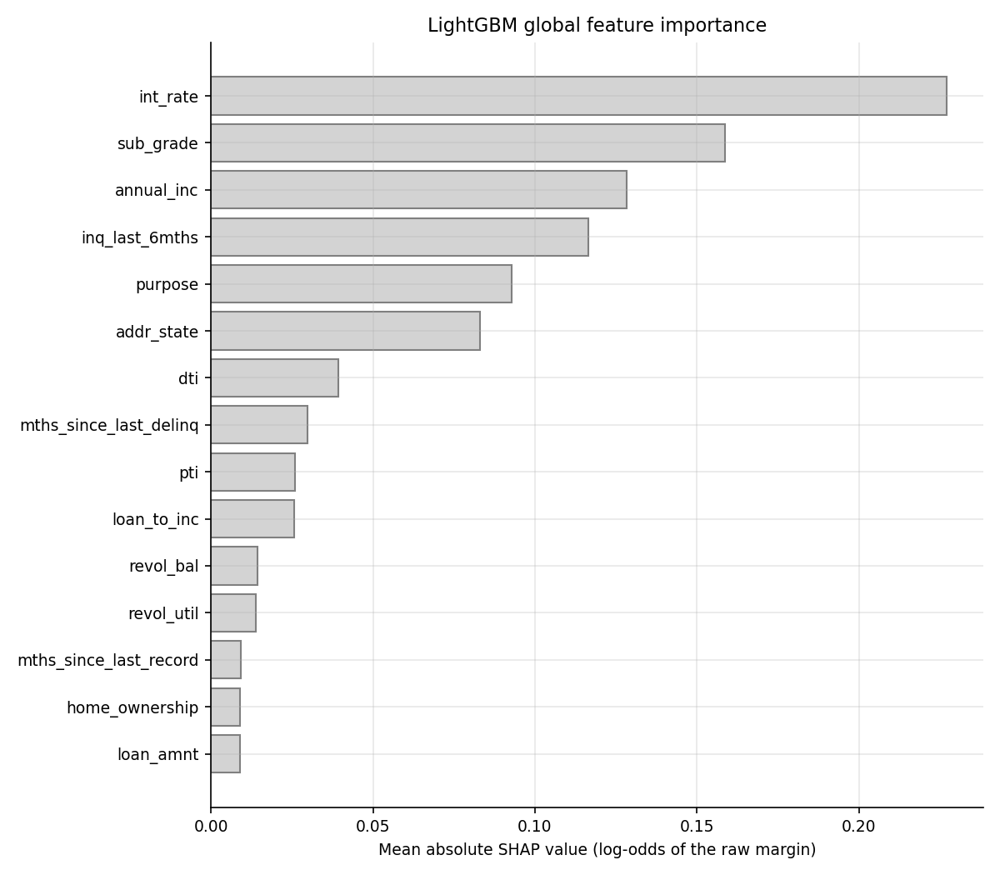 LightGBM global feature importance
int_rate
sub_grade
annual_inc
inq_last_6mths
purpose
addr_state
dti
mths_since_last_delinq
pti
loan_to_inc
revol_bal
revol_util
mths_since_last_record
home_ownership
loan_amnt
0.00 0.05 0.10 0.15 0.20
Mean absolute SHAP value (log-odds of the raw margin)